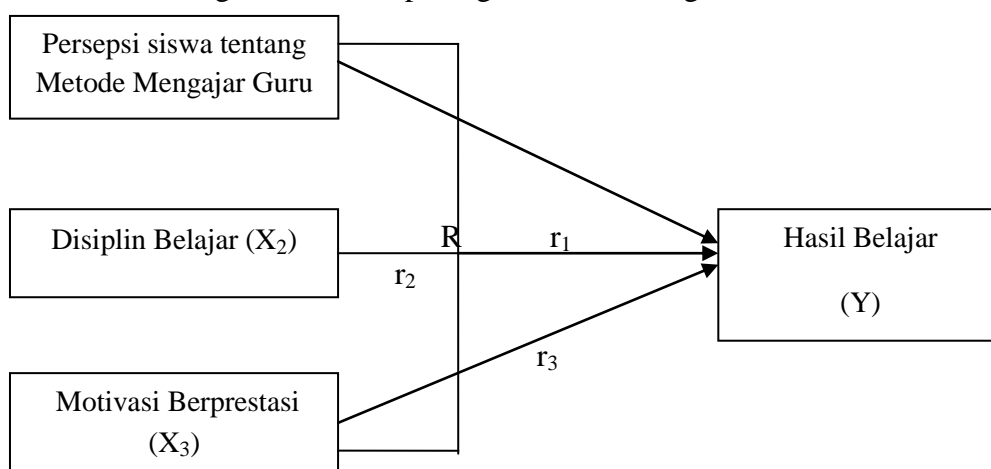 Persepsi siswa tentang
Metode Mengajar Guru
Disiplin Belajar (X₂)
R
r₁
r₂
Hasil Belajar
(Y)
r₃
Motivasi Berprestasi
(X₃)